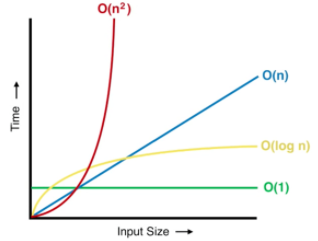 O(n²)
O(n)
O(log n)
O(1)
Time →
Input Size →